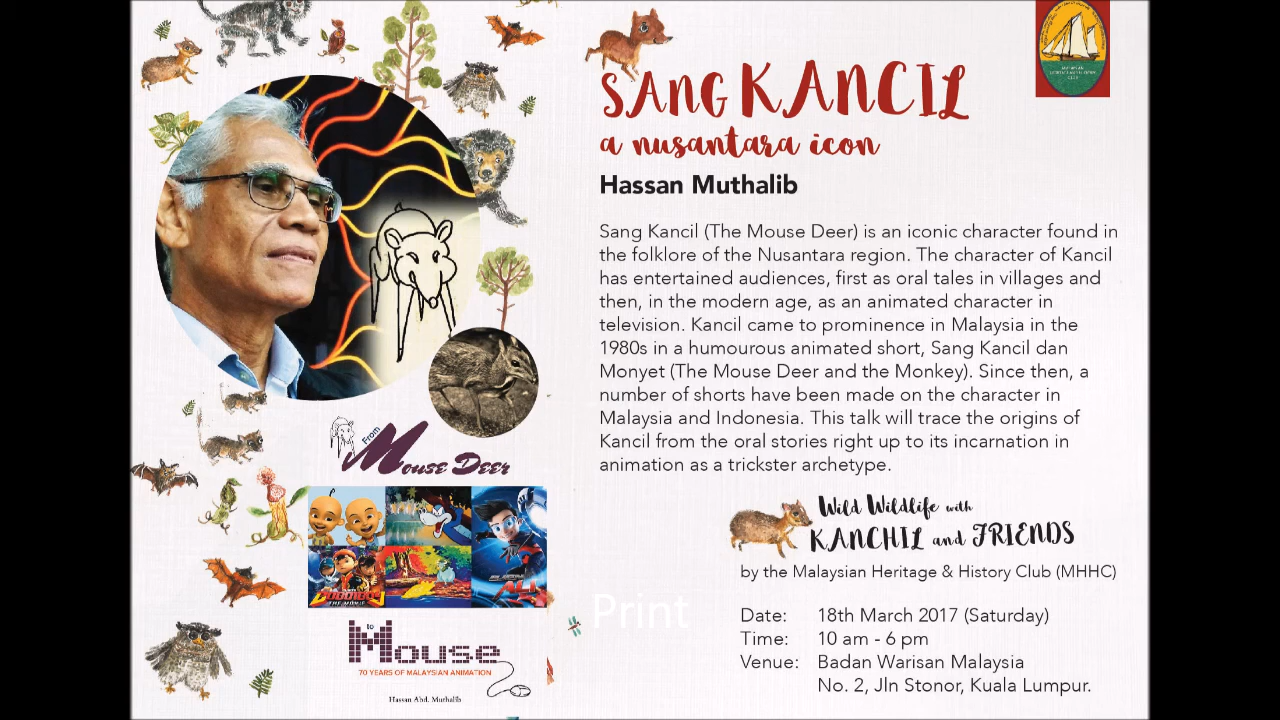 SANG KANCIL
a nusantara icon
Hassan Muthalib
Sang Kancil (The Mouse Deer) is an iconic character found in
the folklore of the Nusantara region. The character of Kancil
has entertained audiences, first as oral tales in villages and
then, in the modern age, as an animated character in
television. Kancil came to prominence in Malaysia in the
1980s in a humourous animated short, Sang Kancil dan
Monyet (The Mouse Deer and the Monkey). Since then, a
number of shorts have been made on the character in
Malaysia and Indonesia. This talk will trace the origins of
Kancil from the oral stories right up to its incarnation in
animation as a trickster archetype.
From
Mouse Deer
BOBOIBOY
THE MOVIE
ALI
to
Mouse
70 YEARS OF MALAYSIAN ANIMATION
Hassan Abd. Muthalib
Wild Wildlife with
KANCHIL and FRIENDS
by the Malaysian Heritage & History Club (MHHC)
Print
Date: 18th March 2017 (Saturday)
Time: 10 am - 6 pm
Venue: Badan Warisan Malaysia
No. 2, Jln Stonor, Kuala Lumpur.